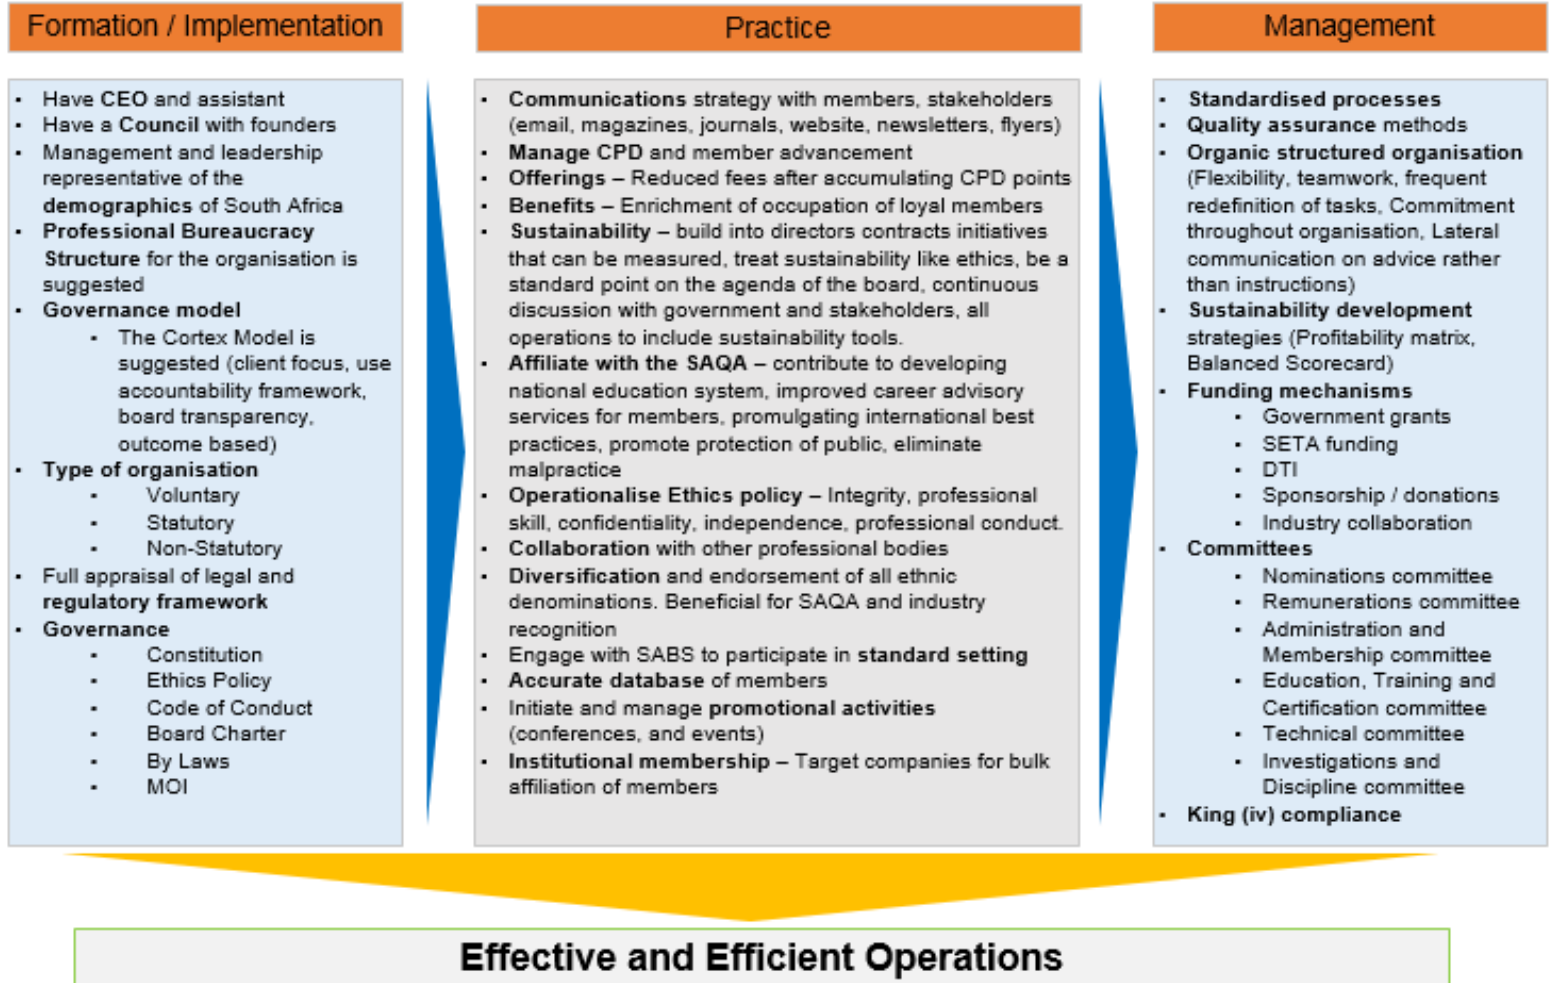 Formation / Implementation
• Have CEO and assistant
• Have a Council with founders
• Management and leadership
representative of the
demographics of South Africa
• Professional Bureaucracy
Structure for the organisation is
suggested
• Governance model
• The Cortex Model is
suggested (client focus, use
accountability framework,
board transparency,
outcome based)
• Type of organisation
• Voluntary
• Statutory
• Non-Statutory
• Full appraisal of legal and
regulatory framework
• Governance
• Constitution
• Ethics Policy
• Code of Conduct
• Board Charter
• By Laws
• MOI
Practice
• Communications strategy with members, stakeholders
(email, magazines, journals, website, newsletters, flyers)
• Manage CPD and member advancement
• Offerings – Reduced fees after accumulating CPD points
• Benefits – Enrichment of occupation of loyal members
• Sustainability – build into directors contracts initiatives
that can be measured, treat sustainability like ethics, be a
standard point on the agenda of the board, continuous
discussion with government and stakeholders, all
operations to include sustainability tools.
• Affiliate with the SAQA – contribute to developing
national education system, improved career advisory
services for members, promulgating international best
practices, promote protection of public, eliminate
malpractice
• Operationalise Ethics policy – Integrity, professional
skill, confidentiality, independence, professional conduct.
• Collaboration with other professional bodies
• Diversification and endorsement of all ethnic
denominations. Beneficial for SAQA and industry
recognition
• Engage with SABS to participate in standard setting
• Accurate database of members
• Initiate and manage promotional activities
(conferences, and events)
• Institutional membership – Target companies for bulk
affiliation of members
Management
• Standardised processes
• Quality assurance methods
• Organic structured organisation
(Flexibility, teamwork, frequent
redefinition of tasks, Commitment
throughout organisation, Lateral
communication on advice rather
than instructions)
• Sustainability development
strategies (Profitability matrix,
Balanced Scorecard)
• Funding mechanisms
• Government grants
• SETA funding
• DTI
• Sponsorship / donations
• Industry collaboration
• Committees
• Nominations committee
• Remunerations committee
• Administration and
Membership committee
• Education, Training and
Certification committee
• Technical committee
• Investigations and
Discipline committee
• King (iv) compliance
Effective and Efficient Operations